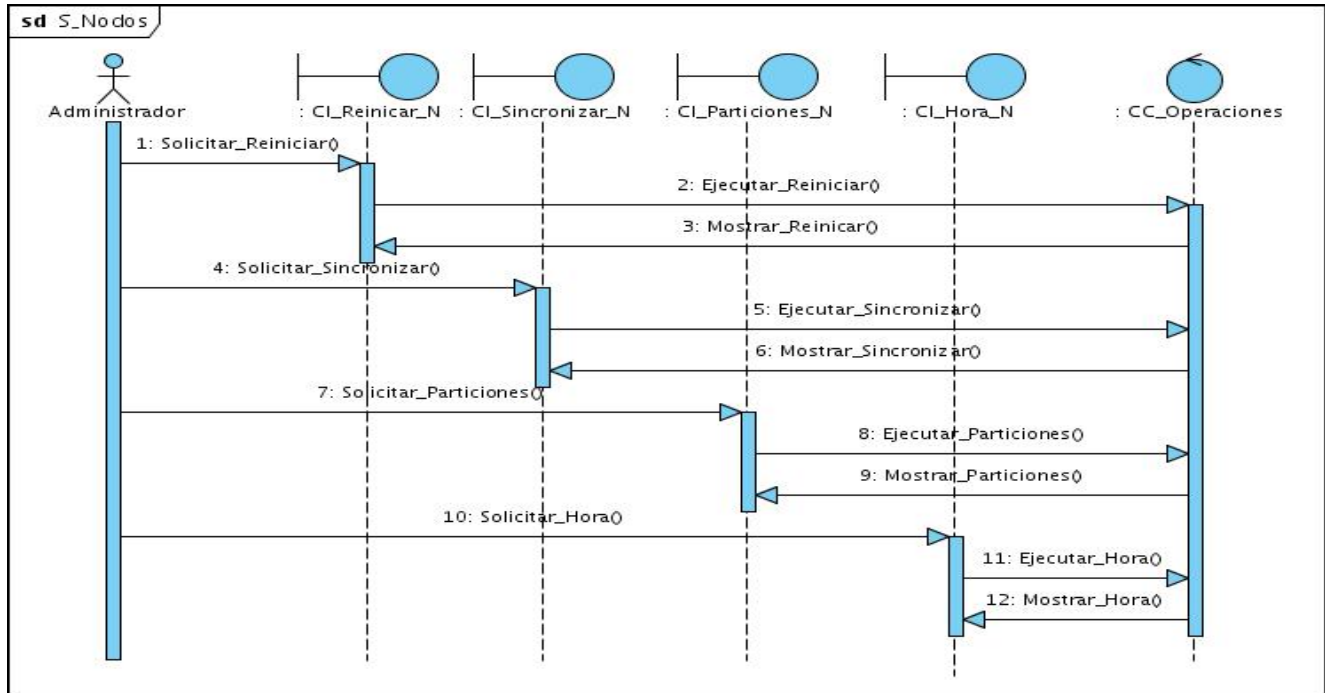 sd S_Nodos
Administrador
: CI_Reinicar_N
: CI_Sincronizar_N
: CI_Particiones_N
: CI_Hora_N
: CC_Operaciones
1: Solicitar_Reiniciar()
2: Ejecutar_Reiniciar()
3: Mostrar_Reinicar()
4: Solicitar_Sincronizar()
5: Ejecutar_Sincronizar()
6: Mostrar_Sincronizar()
7: Solicitar_Particiones()
8: Ejecutar_Particiones()
9: Mostrar_Particiones()
10: Solicitar_Hora()
11: Ejecutar_Hora()
12: Mostrar_Hora()